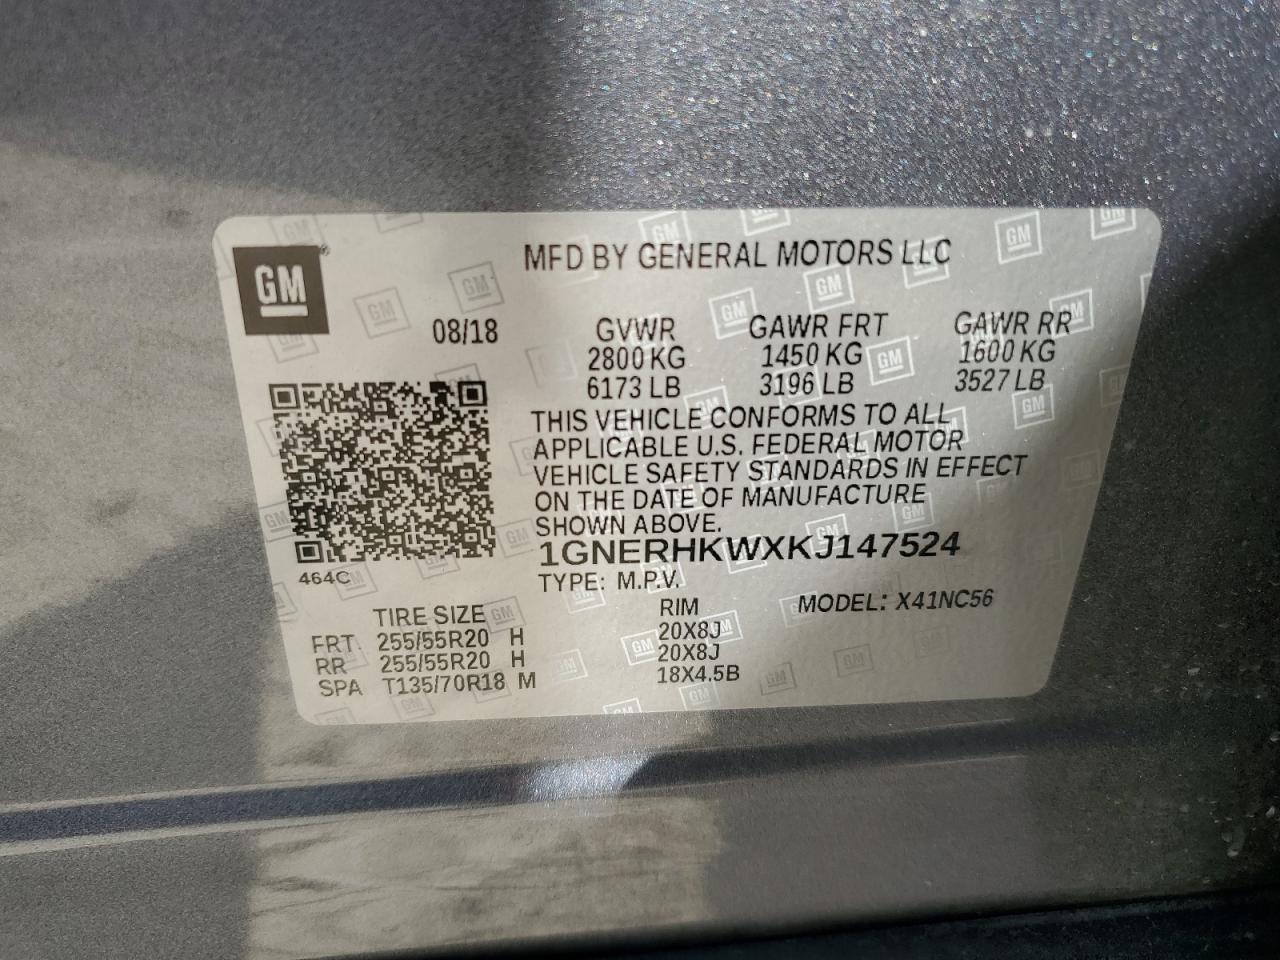 GM®
MFD BY GENERAL MOTORS LLC
08/18
GVWR GAWR FRT GAWR RR
2800 KG 1450 KG 1600 KG
6173 LB 3196 LB 3527 LB
THIS VEHICLE CONFORMS TO ALL
APPLICABLE U.S. FEDERAL MOTOR
VEHICLE SAFETY STANDARDS IN EFFECT
ON THE DATE OF MANUFACTURE
SHOWN ABOVE.
1GNERHKWXKJ147524
464C
TYPE: M.P.V.
MODEL: X41NC56
TIRE SIZE RIM
FRT. 255/55R20 H 20X8J
RR 255/55R20 H 20X8J
SPA T135/70R18 M 18X4.5B